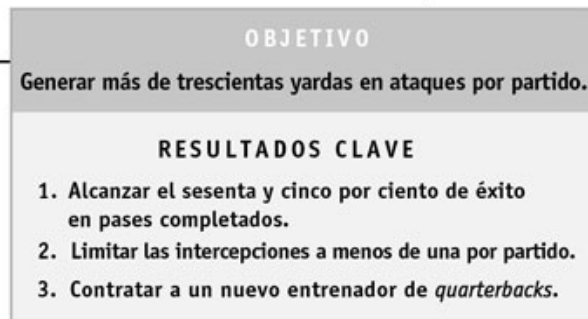 OBJETIVO
Generar más de trescientas yardas en ataques por partido.
RESULTADOS CLAVE
1. Alcanzar el sesenta y cinco por ciento de éxito
en pases completados.
2. Limitar las intercepciones a menos de una por partido.
3. Contratar a un nuevo entrenador de quarterbacks.